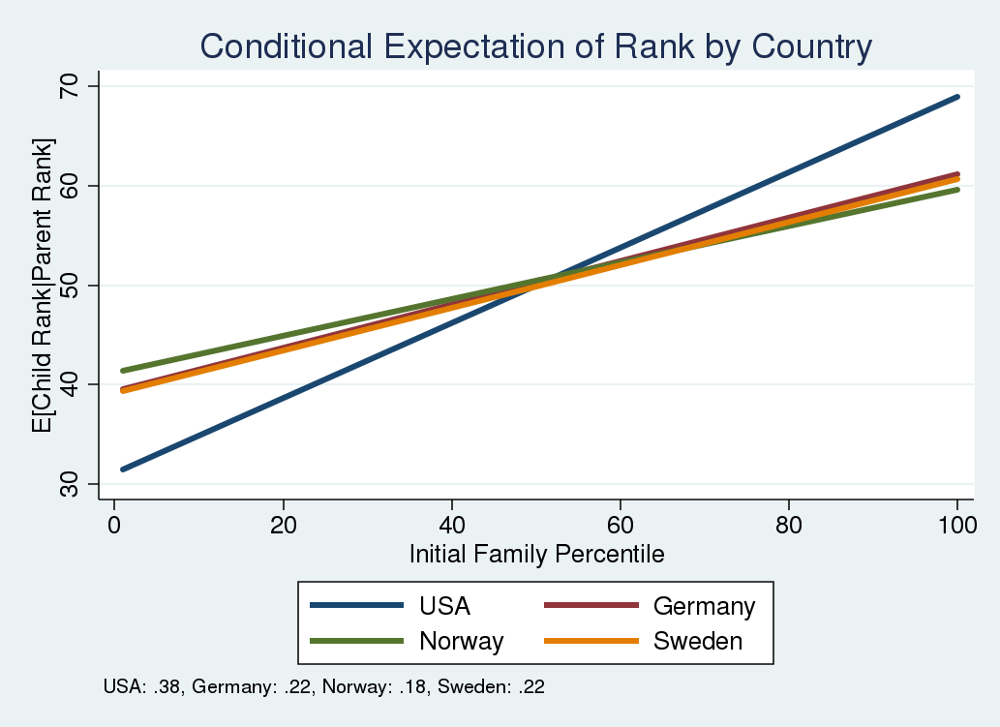 Conditional Expectation of Rank by Country
E[Child Rank|Parent Rank]
70
60
50
40
30
0 20 40 60 80 100
Initial Family Percentile
USA Germany
Norway Sweden
USA: .38, Germany: .22, Norway: .18, Sweden: .22